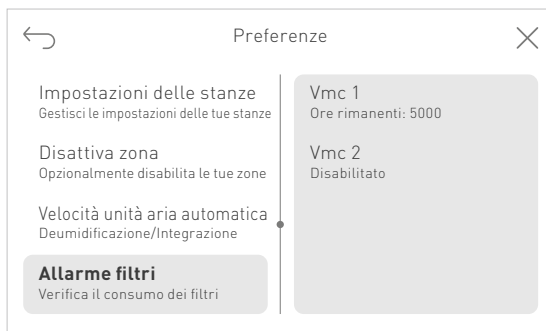 Preferenze
Impostazioni delle stanze
Gestisci le impostazioni delle tue stanze
Disattiva zona
Opzionalmente disabilita le tue zone
Velocità unità aria automatica
Deumidificazione/Integrazione
Allarme filtri
Verifica il consumo dei filtri
Vmc 1
Ore rimanenti: 5000
Vmc 2
Disabilitato